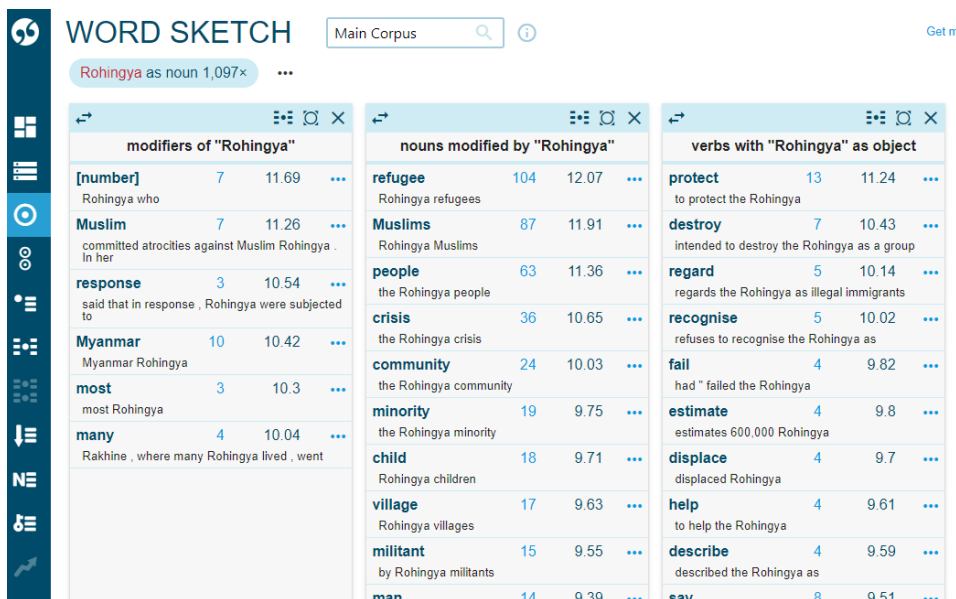 WORD SKETCH
Main Corpus
Get m
Rohingya as noun 1,097×
modifiers of "Rohingya"
[number] 7 11.69
Rohingya who
Muslim 7 11.26
committed atrocities against Muslim Rohingya .
In her
response 3 10.54
said that in response , Rohingya were subjected
to
Myanmar 10 10.42
Myanmar Rohingya
most 3 10.3
most Rohingya
many 4 10.04
Rakhine , where many Rohingya lived , went
nouns modified by "Rohingya"
refugee 104 12.07
Rohingya refugees
Muslims 87 11.91
Rohingya Muslims
people 63 11.36
the Rohingya people
crisis 36 10.65
the Rohingya crisis
community 24 10.03
the Rohingya community
minority 19 9.75
the Rohingya minority
child 18 9.71
Rohingya children
village 17 9.63
Rohingya villages
militant 15 9.55
by Rohingya militants
man 14 9.39
verbs with "Rohingya" as object
protect 13 11.24
to protect the Rohingya
destroy 7 10.43
intended to destroy the Rohingya as a group
regard 5 10.14
regards the Rohingya as illegal immigrants
recognise 5 10.02
refuses to recognise the Rohingya as
fail 4 9.82
had " failed the Rohingya
estimate 4 9.8
estimates 600,000 Rohingya
displace 4 9.7
displaced Rohingya
help 4 9.61
to help the Rohingya
describe 4 9.59
described the Rohingya as
say 8 9.51